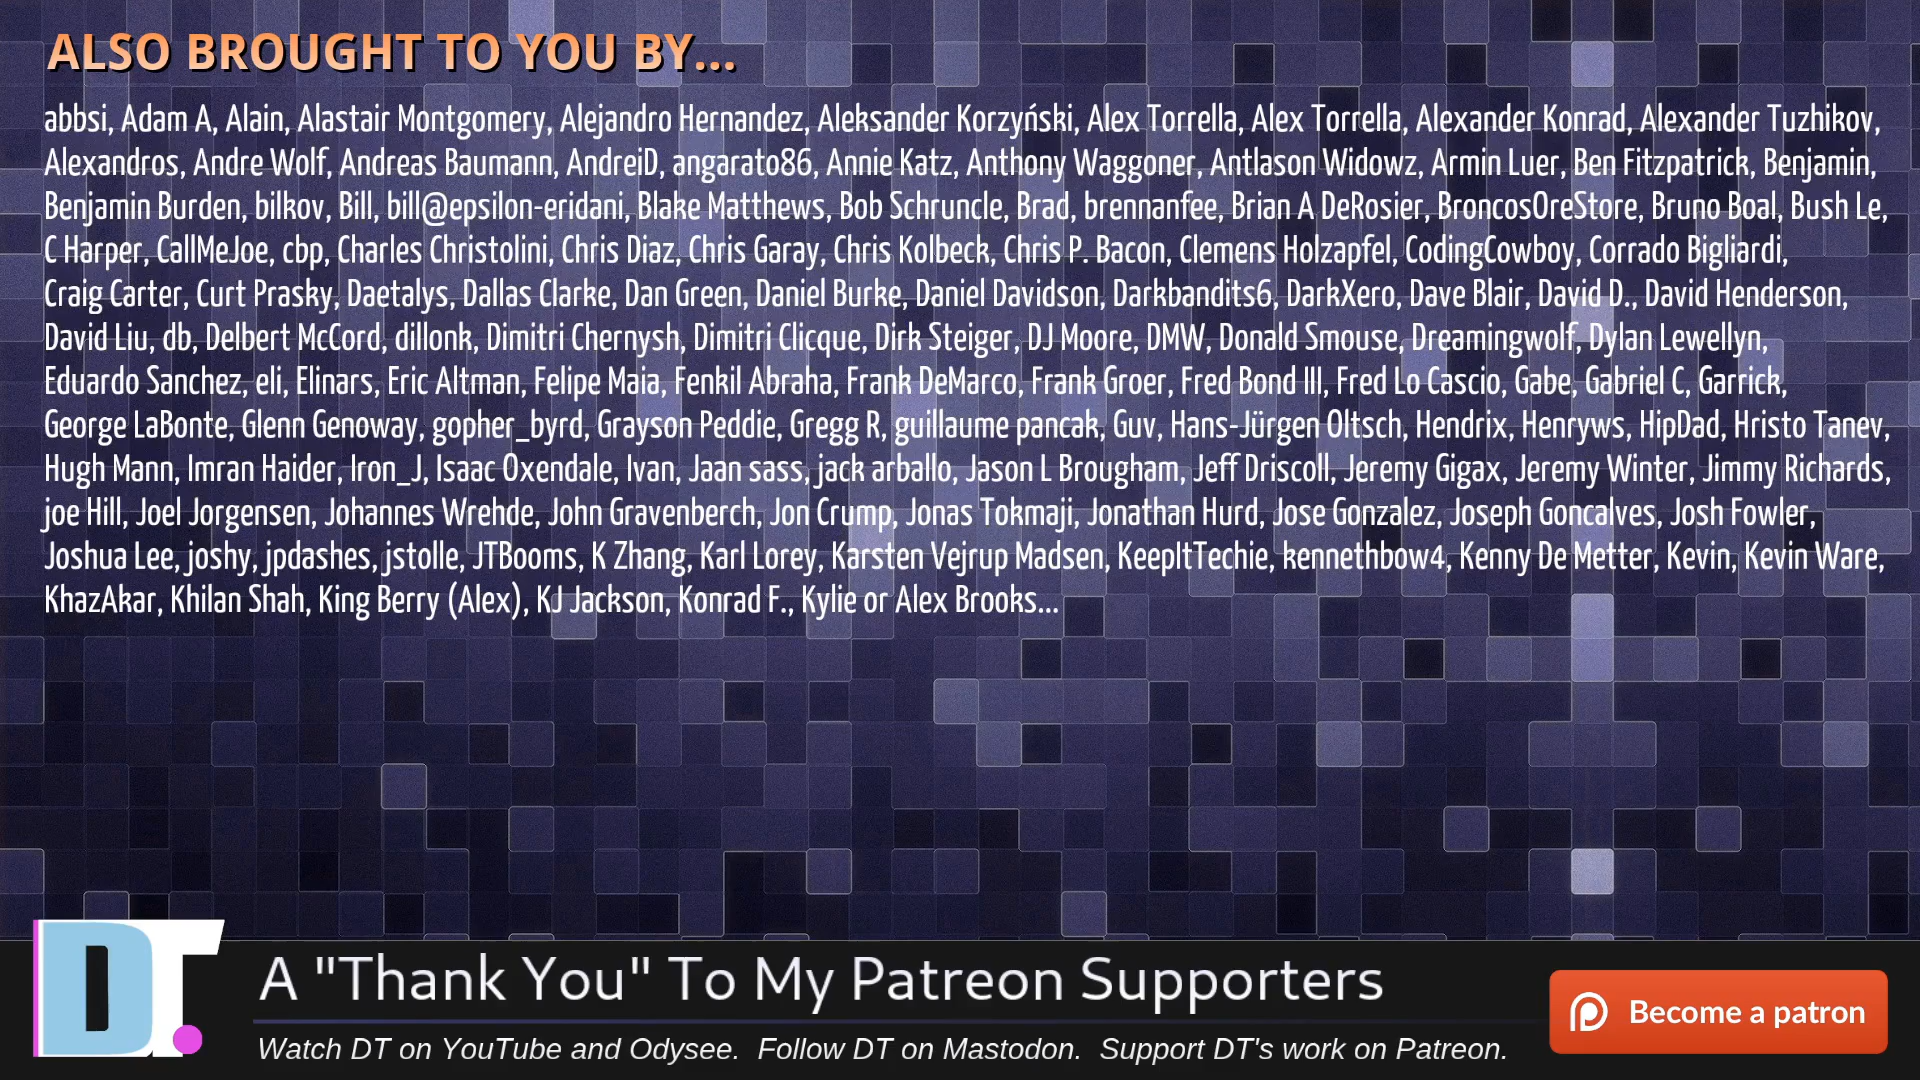 ALSO BROUGHT TO YOU BY...
abbsi, Adam A, Alain, Alastair Montgomery, Alejandro Hernandez, Aleksander Korzyński, Alex Torrella, Alex Torrella, Alexander Konrad, Alexander Tuzhikov,
Alexandros, Andre Wolf, Andreas Baumann, AndreiD, angarato86, Annie Katz, Anthony Waggoner, Antlason Widowz, Armin Luer, Ben Fitzpatrick, Benjamin,
Benjamin Burden, bilkov, Bill, bill@epsilon-eridani, Blake Matthews, Bob Schruncle, Brad, brennanfee, Brian A DeRosier, BroncosOreStore, Bruno Boal, Bush Le,
C Harper, CallMeJoe, cbp, Charles Christolini, Chris Diaz, Chris Garay, Chris Kolbeck, Chris P. Bacon, Clemens Holzapfel, CodingCowboy, Corrado Bigliardi,
Craig Carter, Curt Prasky, Daetalys, Dallas Clarke, Dan Green, Daniel Burke, Daniel Davidson, Darkbandits6, DarkXero, Dave Blair, David D., David Henderson,
David Liu, db, Delbert McCord, dillonk, Dimitri Chernysh, Dimitri Clicque, Dirk Steiger, DJ Moore, DMW, Donald Smouse, Dreamingwolf, Dylan Lewellyn,
Eduardo Sanchez, eli, Elinars, Eric Altman, Felipe Maia, Fenkil Abraha, Frank DeMarco, Frank Groer, Fred Bond III, Fred Lo Cascio, Gabe, Gabriel C, Garrick,
George LaBonte, Glenn Genoway, gopher_byrd, Grayson Peddie, Gregg R, guillaume pancak, Guv, Hans-Jürgen Oltsch, Hendrix, Henryws, HipDad, Hristo Tanev,
Hugh Mann, Imran Haider, Iron_J, Isaac Oxendale, Ivan, Jaan sass, jack arballo, Jason L Brougham, Jeff Driscoll, Jeremy Gigax, Jeremy Winter, Jimmy Richards,
joe Hill, Joel Jorgensen, Johannes Wrehde, John Gravenberch, Jon Crump, Jonas Tokmaji, Jonathan Hurd, Jose Gonzalez, Joseph Goncalves, Josh Fowler,
Joshua Lee, joshy, jpdashes, jstolle, JTBooms, K Zhang, Karl Lorey, Karsten Vejrup Madsen, KeepItTechie, kennethbow4, Kenny De Metter, Kevin, Kevin Ware,
KhazAkar, Khilan Shah, King Berry (Alex), KJ Jackson, Konrad F., Kylie or Alex Brooks...
DT.
A "Thank You" To My Patreon Supporters
Watch DT on YouTube and Odysee. Follow DT on Mastodon. Support DT's work on Patreon.
Become a patron